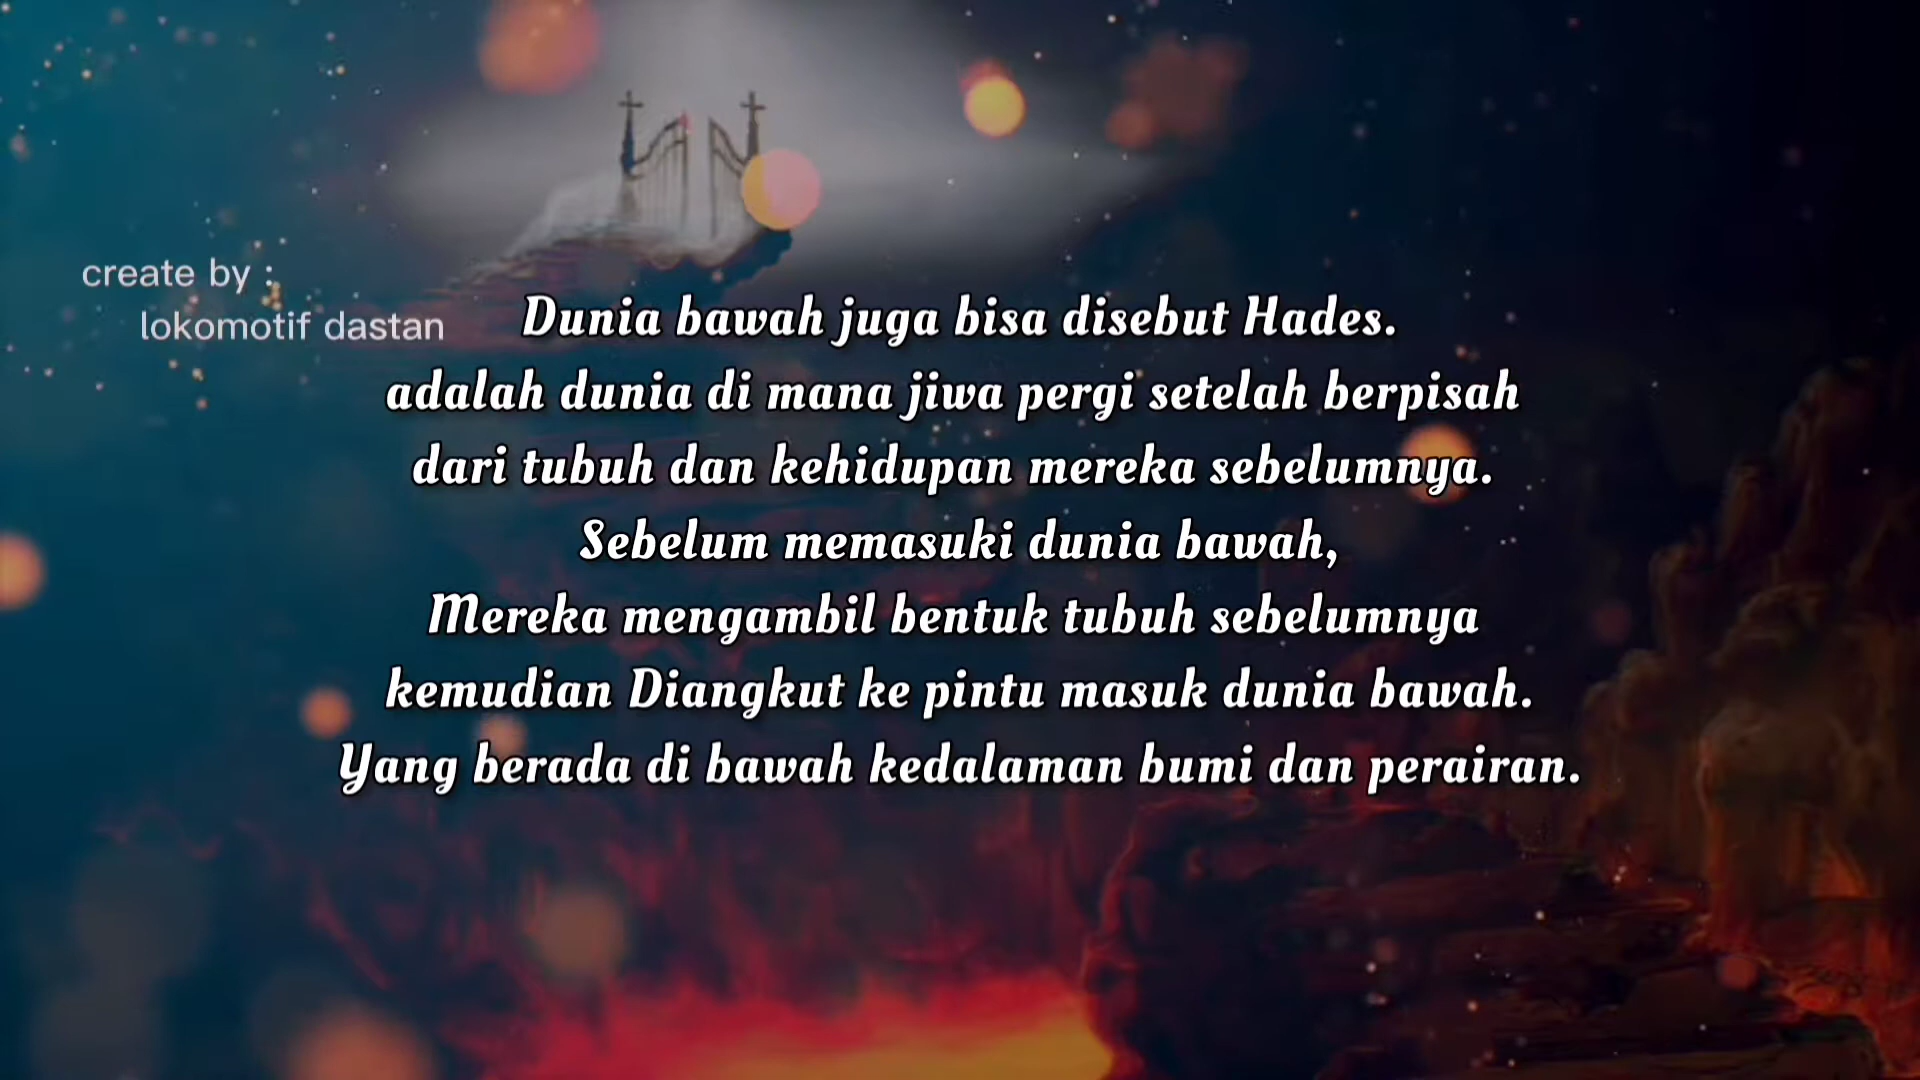 create by :
lokomotif dastan
Dunia bawah juga bisa disebut Hades.
adalah dunia di mana jiwa pergi setelah berpisah
dari tubuh dan kehidupan mereka sebelumnya.
Sebelum memasuki dunia bawah,
Mereka mengambil bentuk tubuh sebelumnya
kemudian Diangkut ke pintu masuk dunia bawah.
Yang berada di bawah kedalaman bumi dan perairan.